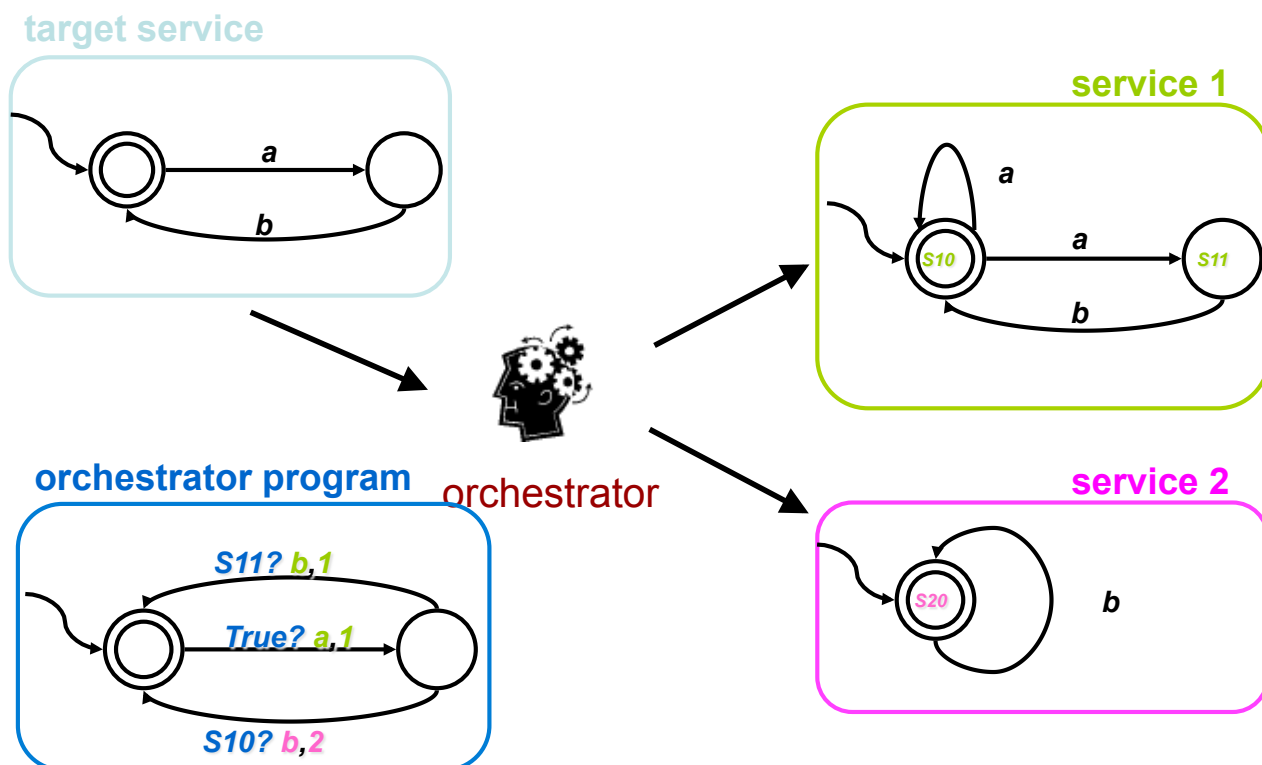 target service
a
b
service 1
a
a
S10
S11
b
orchestrator
orchestrator program
S11? b,1
True? a,1
S10? b,2
service 2
S20
b